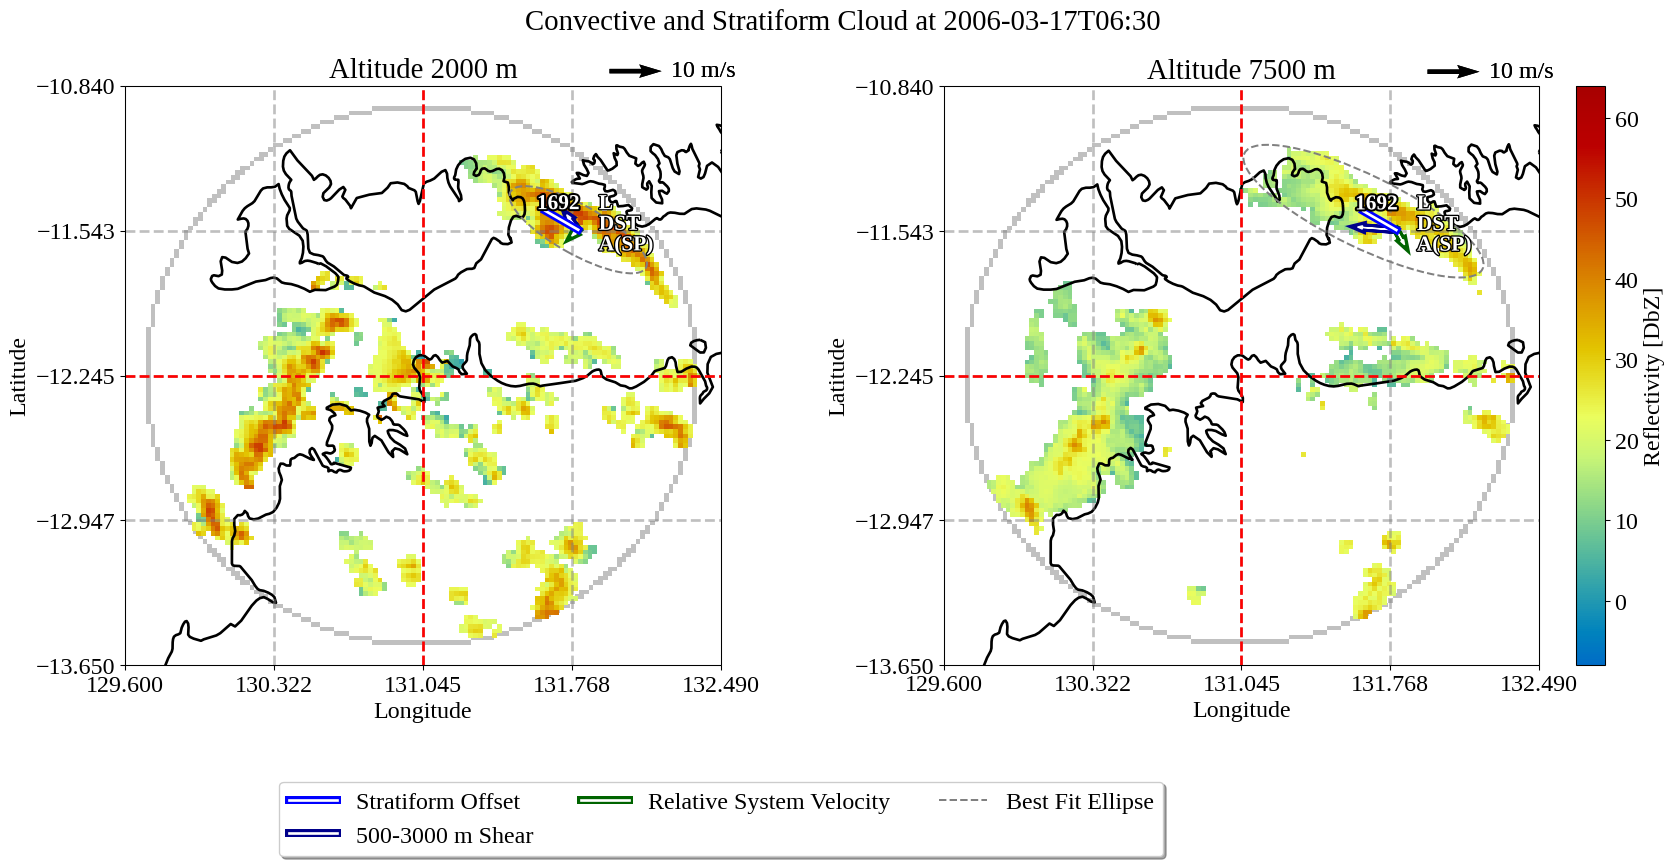 Convective and Stratiform Cloud at 2006-03-17T06:30
Altitude 2000 m
10 m/s
Altitude 7500 m
10 m/s
−10.840
−11.543
−12.245
−12.947
−13.650
129.600
130.322
131.045
131.768
132.490
Longitude
Latitude
1692
L
DST
A(SP)
−10.840
−11.543
−12.245
−12.947
−13.650
129.600
130.322
131.045
131.768
132.490
Longitude
Latitude
1692
L
DST
A(SP)
60
50
40
30
20
10
0
Reflectivity [DbZ]
Stratiform Offset
500-3000 m Shear
Relative System Velocity
Best Fit Ellipse